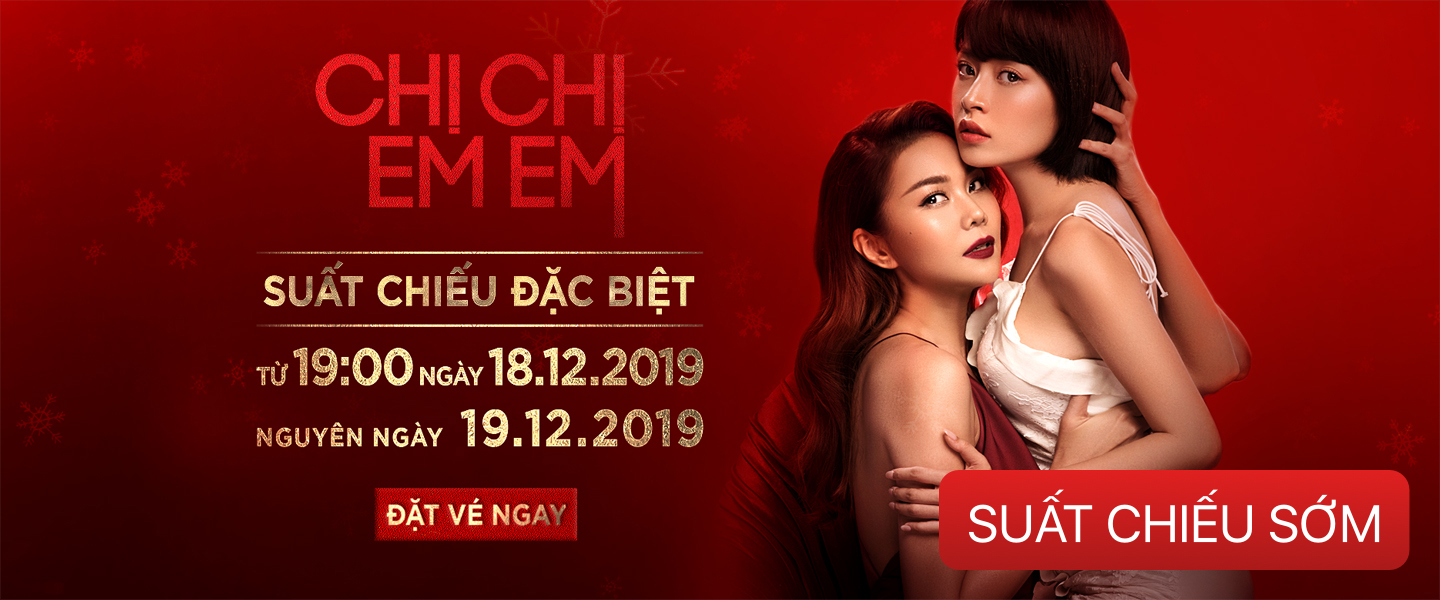 CHỊ CHỊ
EM EM
SUẤT CHIẾU ĐẶC BIỆT
TỪ 19:00 NGÀY 18.12.2019
NGUYÊN NGÀY 19.12.2019
ĐẶT VÉ NGAY
SUẤT CHIẾU SỚM